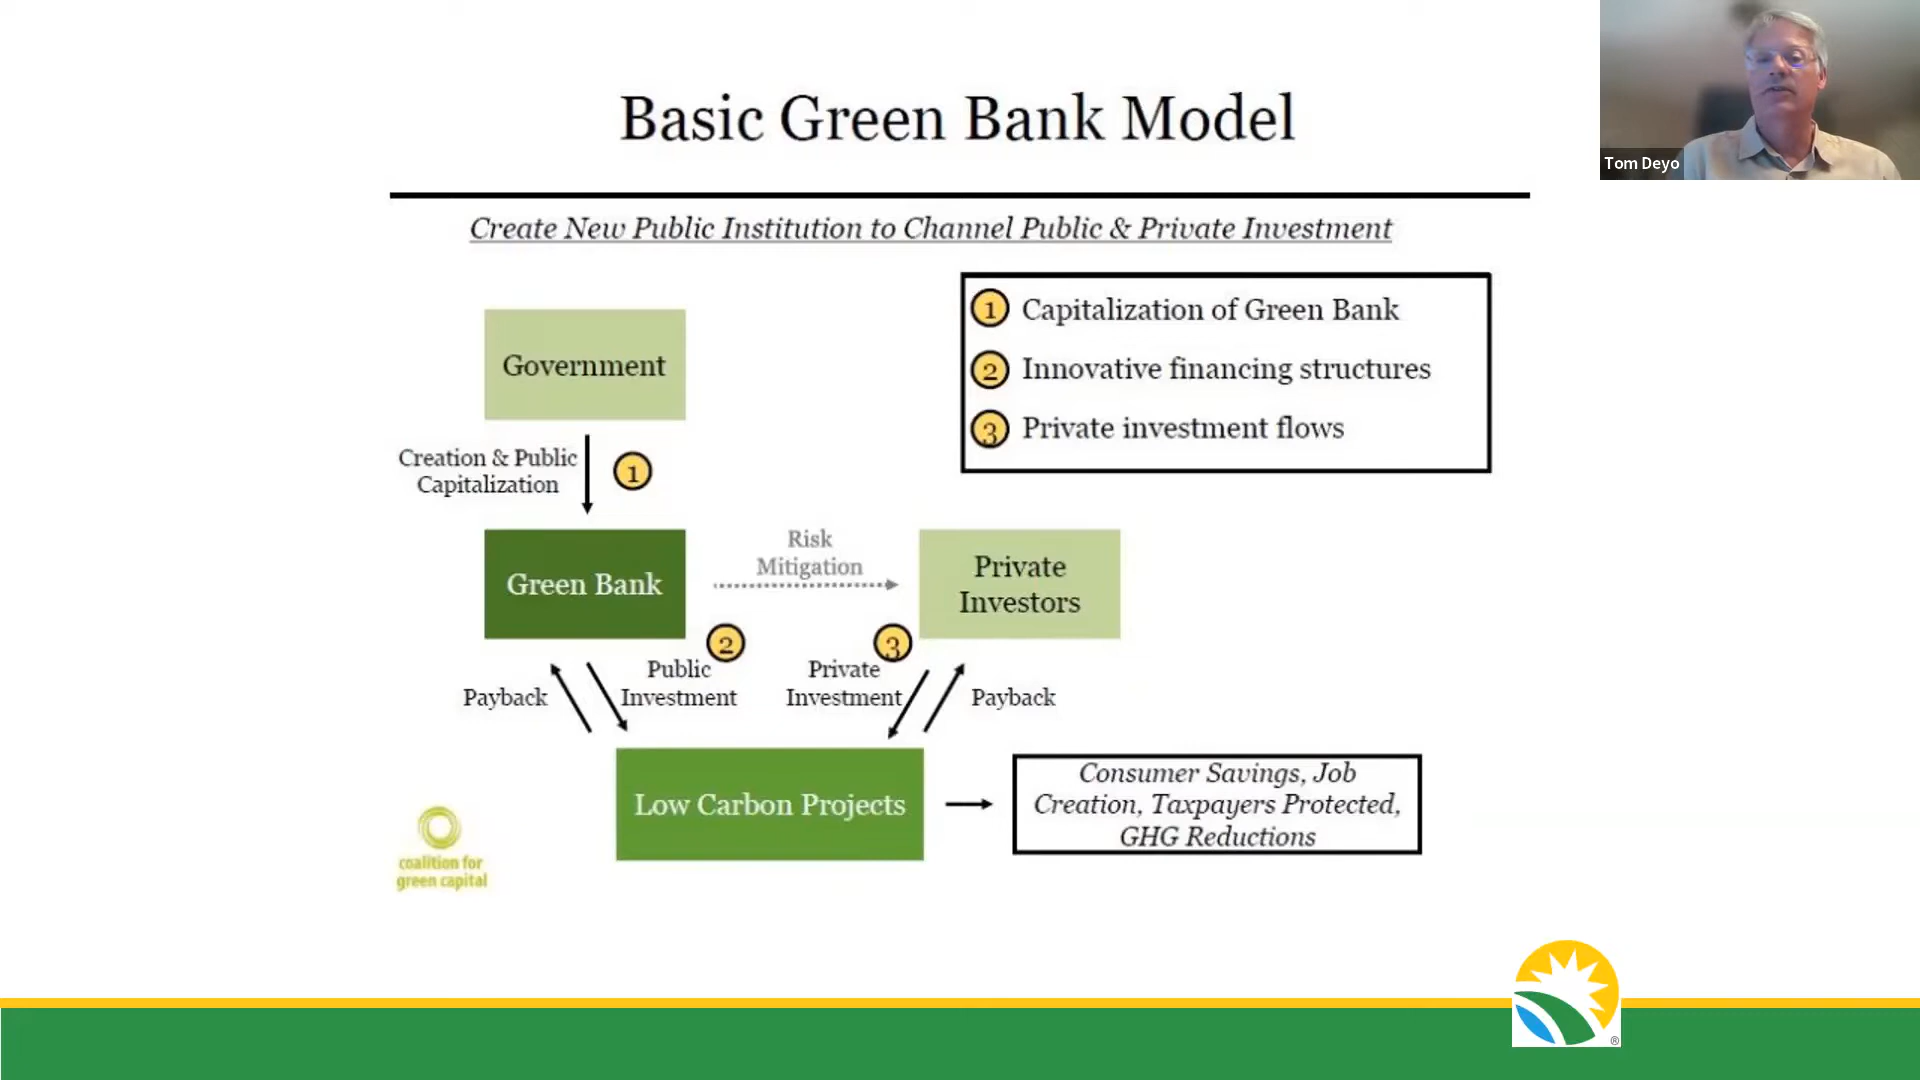 Basic Green Bank Model
Tom Deyo
Create New Public Institution to Channel Public & Private Investment
1 Capitalization of Green Bank
2 Innovative financing structures
3 Private investment flows
Government
Creation & Public
Capitalization
1
Green Bank
Risk
Mitigation
Private
Investors
2
3
Public
Investment
Private
Investment
Payback
Payback
Low Carbon Projects
Consumer Savings, Job
Creation, Taxpayers Protected,
GHG Reductions
coalition for
green capital
®